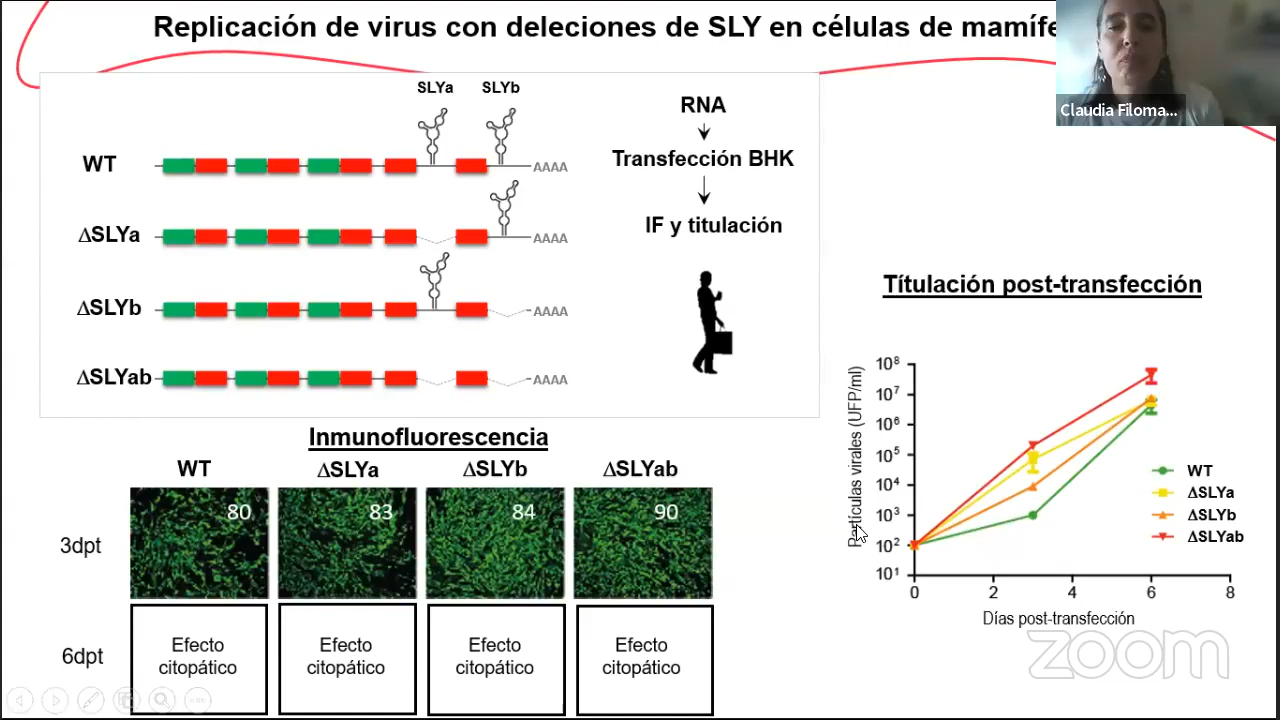 Replicación de virus con deleciones de SLY en células de mamífe
Claudia Filoma...
SLYa
SLYb
WT
AAAA
ΔSLYa
AAAA
ΔSLYb
AAAA
ΔSLYab
AAAA
RNA
Transfección BHK
IF y titulación
Inmunofluorescencia
WT
ΔSLYa
ΔSLYb
ΔSLYab
3dpt
80
83
84
90
6dpt
Efecto
citopático
Efecto
citopático
Efecto
citopático
Efecto
citopático
Títulación post-transfección
Partículas virales (UFP/ml)
10⁸
10⁷
10⁶
10⁵
10⁴
10³
10²
10¹
0
2
4
6
8
Días post-transfección
WT
ΔSLYa
ΔSLYb
ΔSLYab
zoom